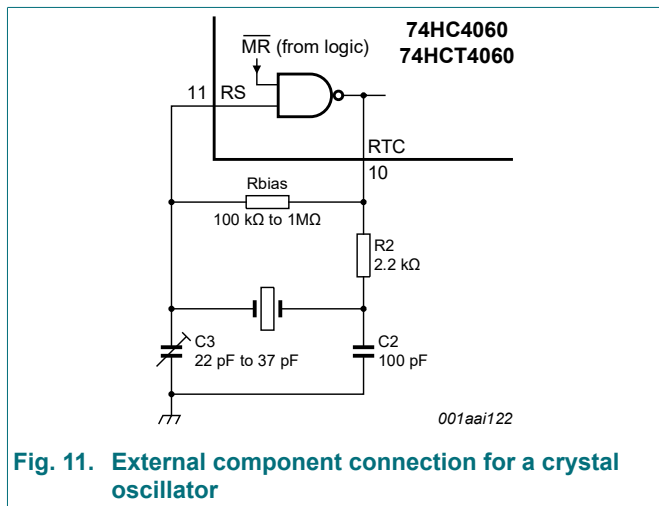 74HC4060
74HCT4060
M̅R̅ (from logic)
11 RS
RTC
10
Rbias
100 kΩ to 1MΩ
R2
2.2 kΩ
C3
22 pF to 37 pF
C2
100 pF
001aai122
Fig. 11. External component connection for a crystal
oscillator